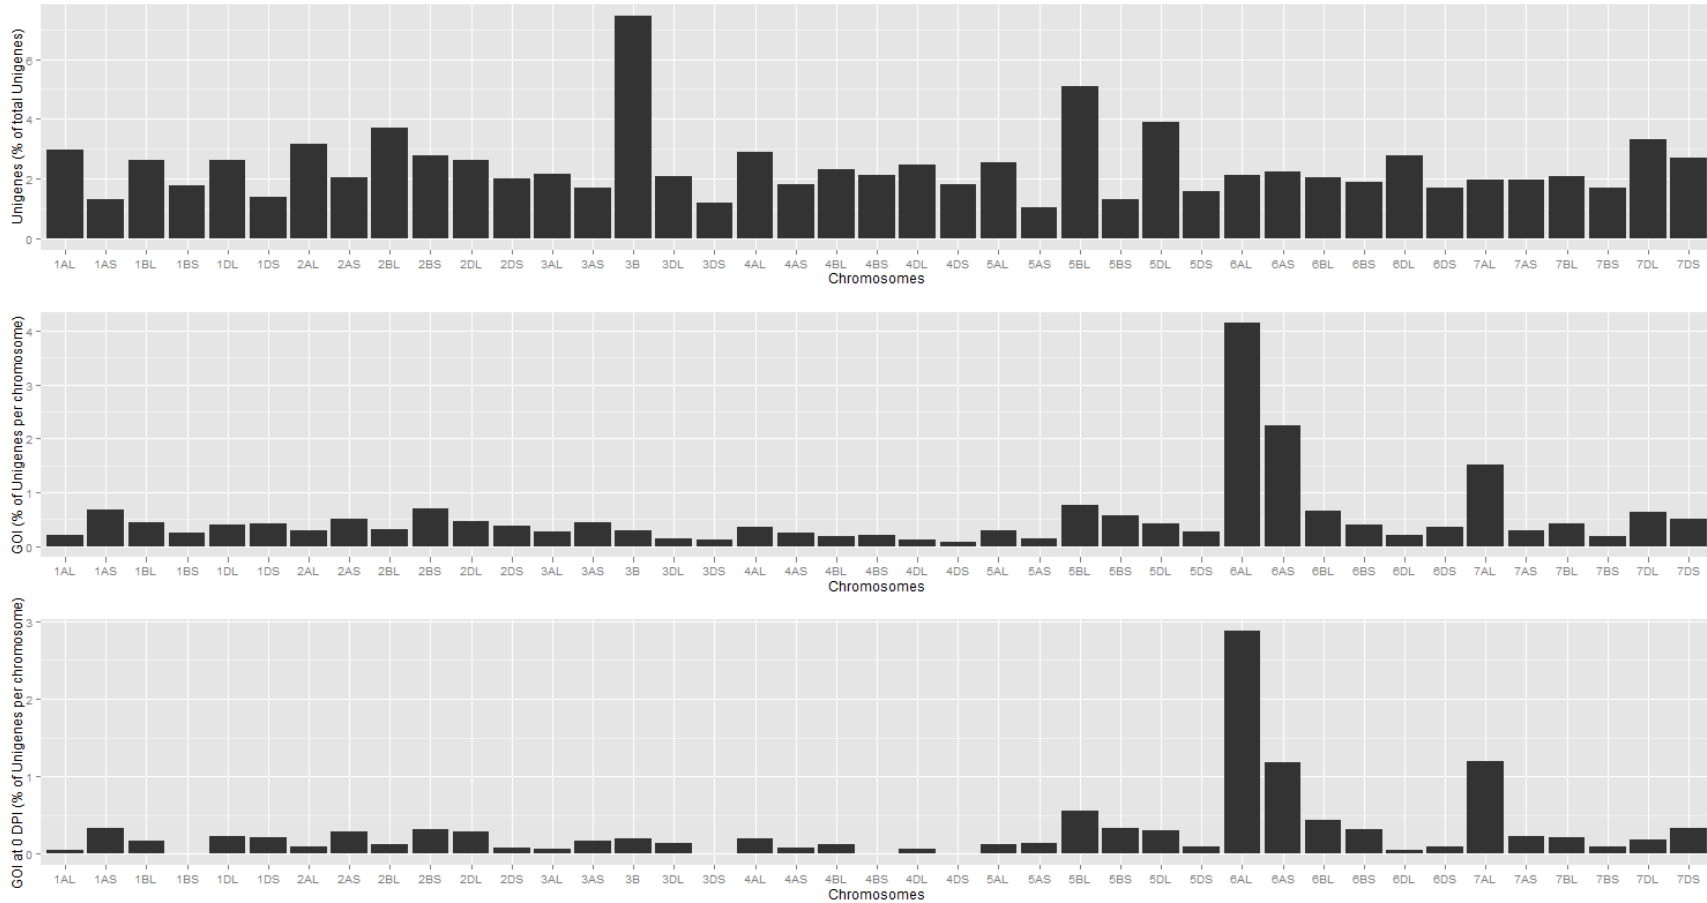 Unigenes (% of total Unigenes)
6
4
2
0
1AL 1AS 1BL 1BS 1DL 1DS 2AL 2AS 2BL 2BS 2DL 2DS 3AL 3AS 3B 3DL 3DS 4AL 4AS 4BL 4BS 4DL 4DS 5AL 5AS 5BL 5BS 5DL 5DS 6AL 6AS 6BL 6BS 6DL 6DS 7AL 7AS 7BL 7BS 7DL 7DS
Chromosomes
GOI (% of Unigenes per chromosome)
4
3
2
1
0
1AL 1AS 1BL 1BS 1DL 1DS 2AL 2AS 2BL 2BS 2DL 2DS 3AL 3AS 3B 3DL 3DS 4AL 4AS 4BL 4BS 4DL 4DS 5AL 5AS 5BL 5BS 5DL 5DS 6AL 6AS 6BL 6BS 6DL 6DS 7AL 7AS 7BL 7BS 7DL 7DS
Chromosomes
GOI at 0 DPI (% of Unigenes per chromosome)
3
2
1
0
1AL 1AS 1BL 1BS 1DL 1DS 2AL 2AS 2BL 2BS 2DL 2DS 3AL 3AS 3B 3DL 3DS 4AL 4AS 4BL 4BS 4DL 4DS 5AL 5AS 5BL 5BS 5DL 5DS 6AL 6AS 6BL 6BS 6DL 6DS 7AL 7AS 7BL 7BS 7DL 7DS
Chromosomes